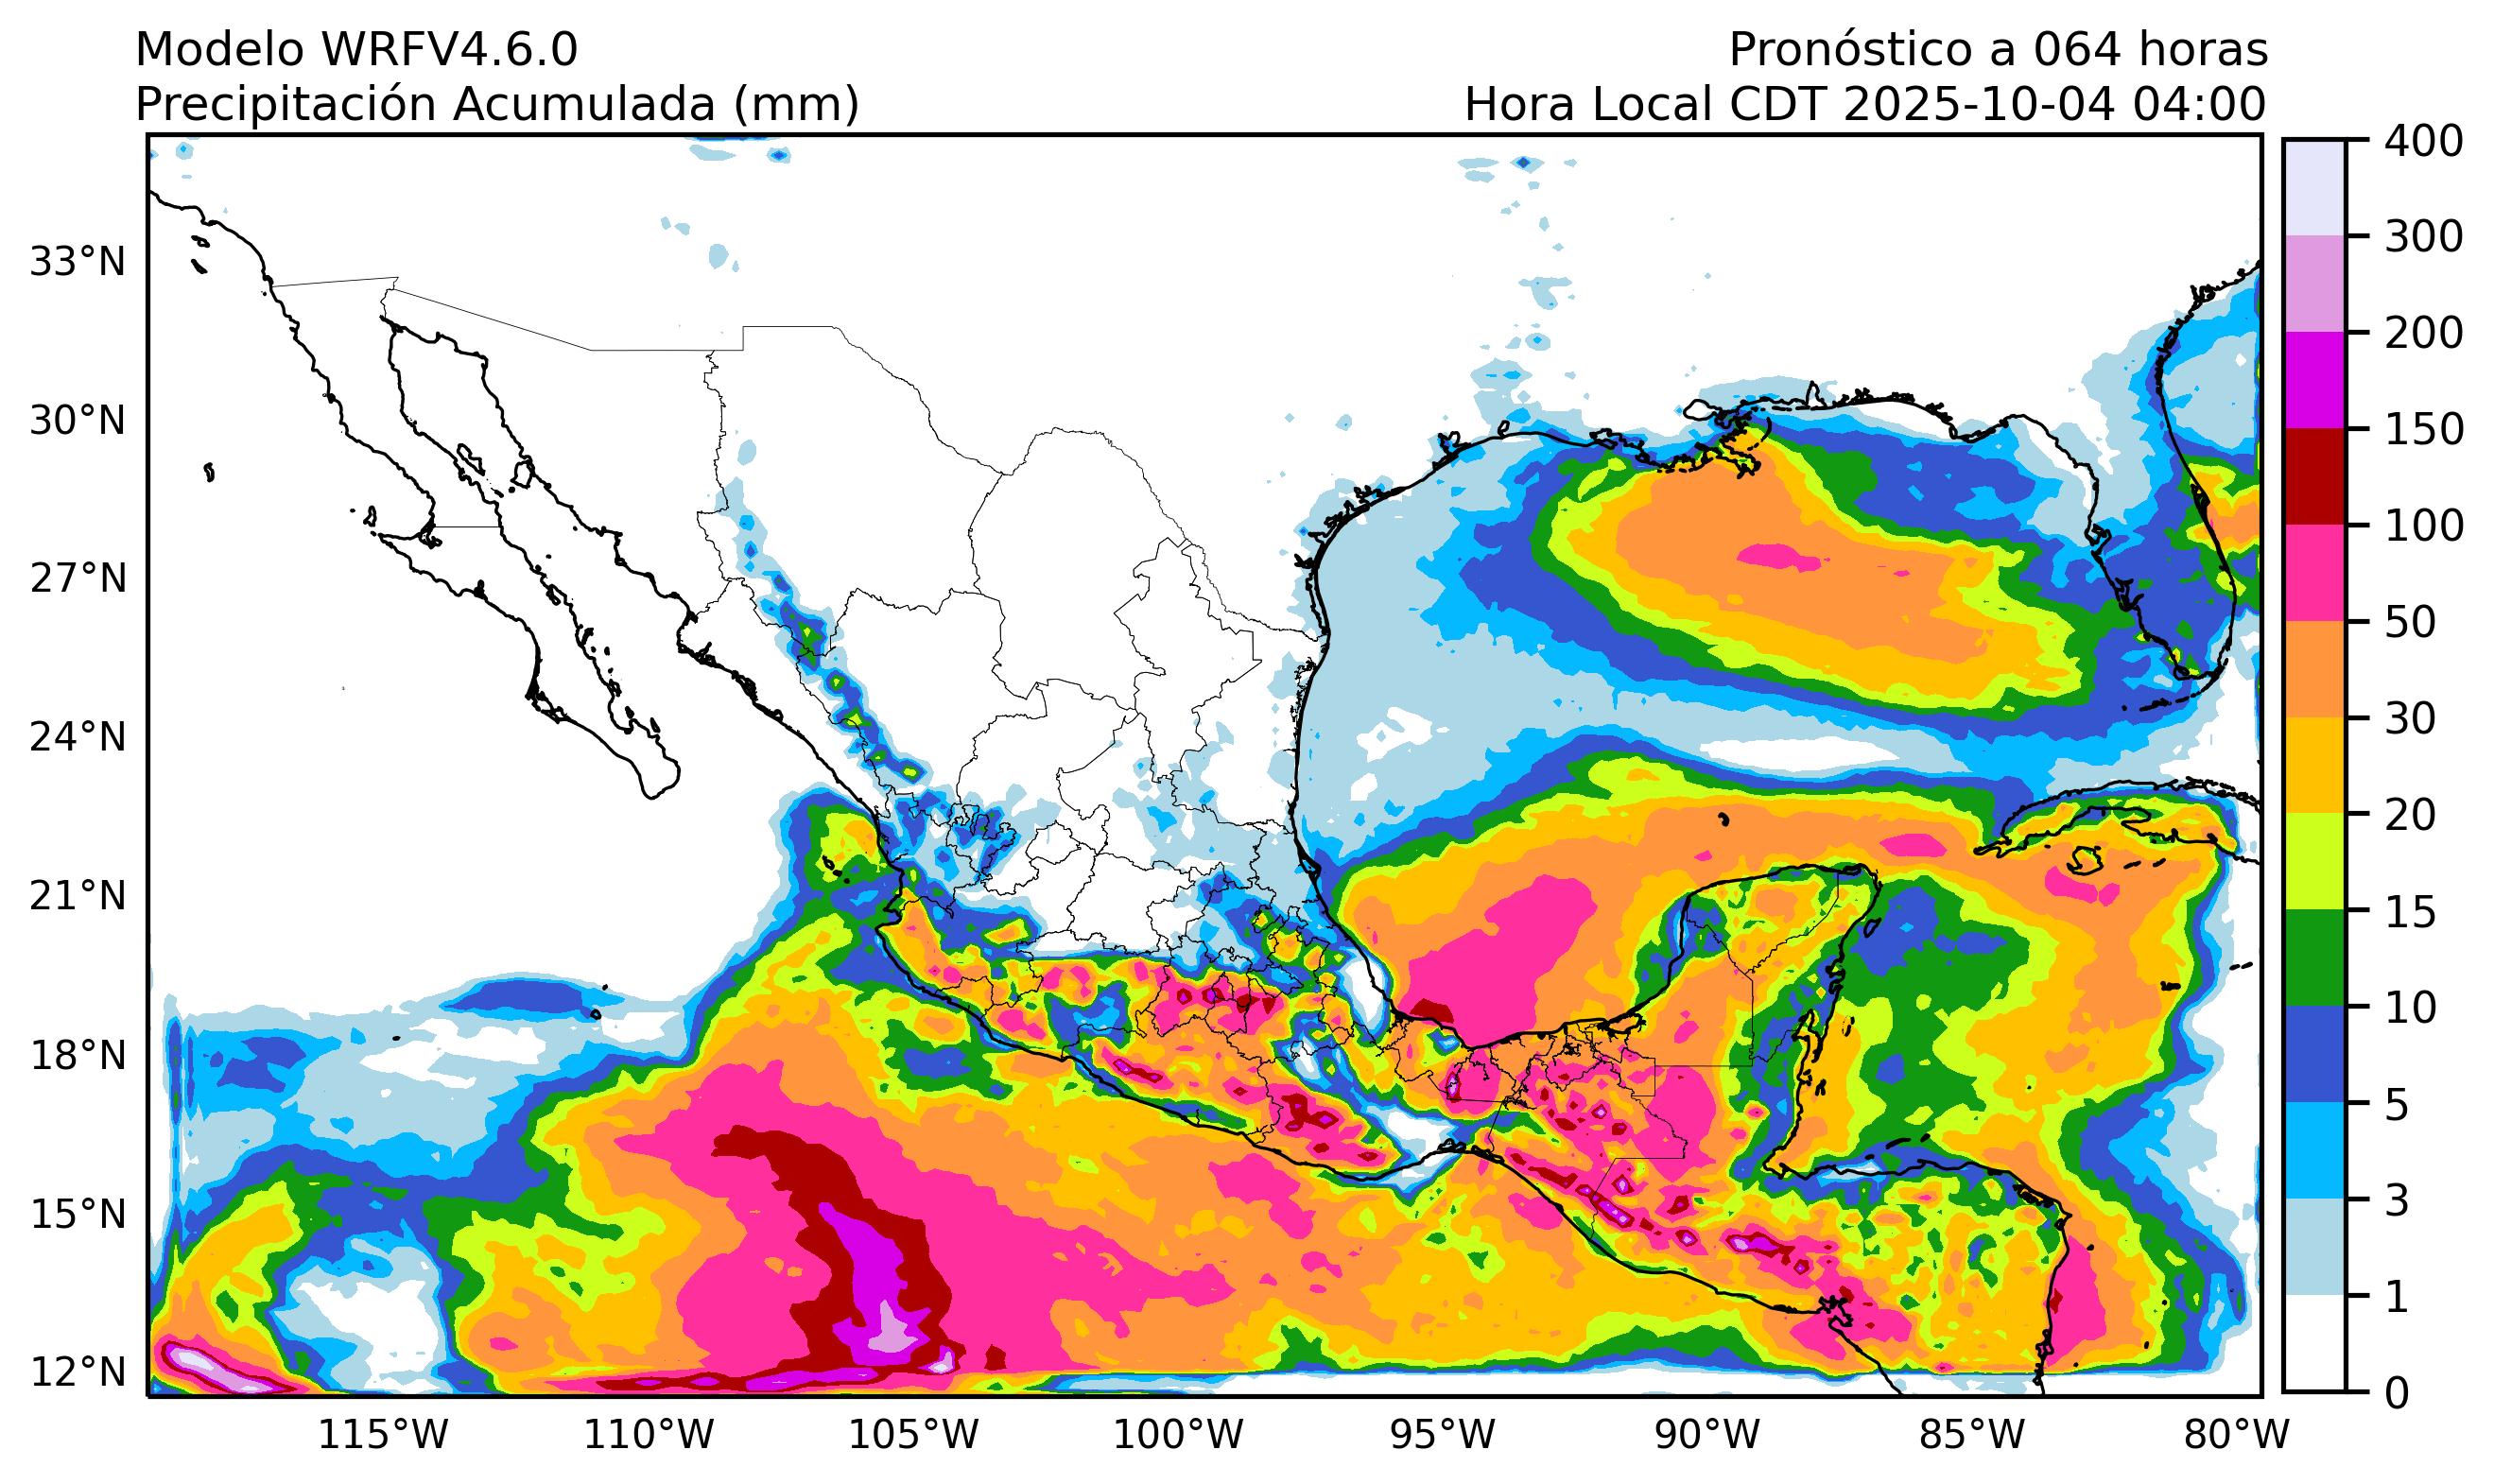 Modelo WRFV4.6.0
Pronóstico a 064 horas
Precipitación Acumulada (mm)
Hora Local CDT 2025-10-04 04:00
33°N
30°N
27°N
24°N
21°N
18°N
15°N
12°N
115°W
110°W
105°W
100°W
95°W
90°W
85°W
80°W
400
300
200
150
100
50
30
20
15
10
5
3
1
0